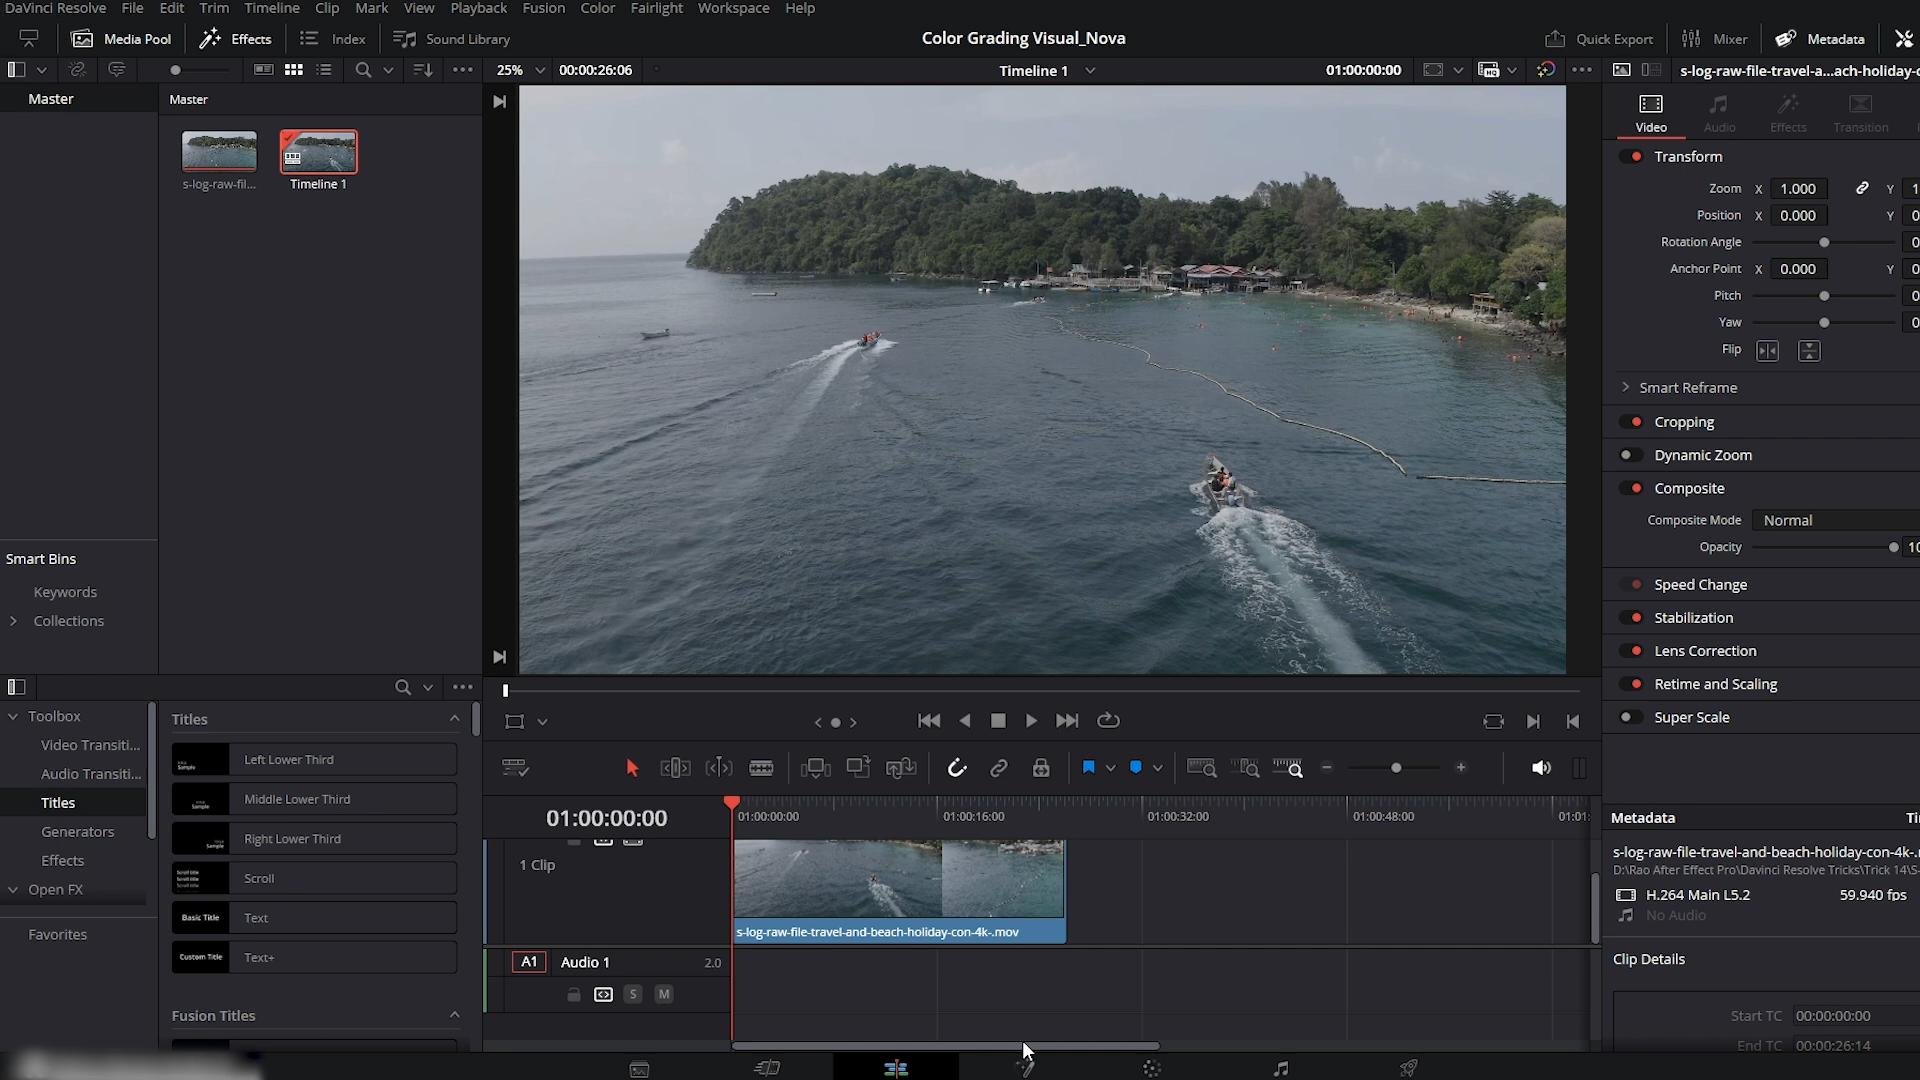 DaVinci Resolve File Edit Trim Timeline Clip Mark View Playback Fusion Color Fairlight Workspace Help
Media Pool Effects Index Sound Library Color Grading Visual_Nova Quick Export Mixer Metadata
25% 00:00:26:06 Timeline 1 01:00:00:00 s-log-raw-file-travel-a...ach-holiday-c
Master Master
Video Audio Effects Transition
s-log-raw-fil... Timeline 1
Transform
Zoom X 1.000 Y 1
Position X 0.000 Y 0
Rotation Angle 0
Anchor Point X 0.000 Y 0
Pitch 0
Yaw 0
Flip
Smart Reframe
Cropping
Dynamic Zoom
Composite
Composite Mode Normal
Opacity 10
Speed Change
Stabilization
Lens Correction
Retime and Scaling
Super Scale
Smart Bins
Keywords
Collections
Toolbox
Video Transiti...
Audio Transiti...
Titles
Generators
Effects
Open FX
Favorites
Titles
Left Lower Third
Middle Lower Third
Right Lower Third
Scroll
Basic Title Text
Custom Title Text+
Fusion Titles
01:00:00:00 01:00:00:00 01:00:16:00 01:00:32:00 01:00:48:00 01:01:
1 Clip
s-log-raw-file-travel-and-beach-holiday-con-4k-.mov
A1 Audio 1 2.0
S M
Metadata Ti
s-log-raw-file-travel-and-beach-holiday-con-4k-.
D:\Rao After Effect Pro\Davinci Resolve Tricks\Trick 14\S-
H.264 Main L5.2 59.940 fps
No Audio
Clip Details
Start TC 00:00:00:00
End TC 00:00:26:14